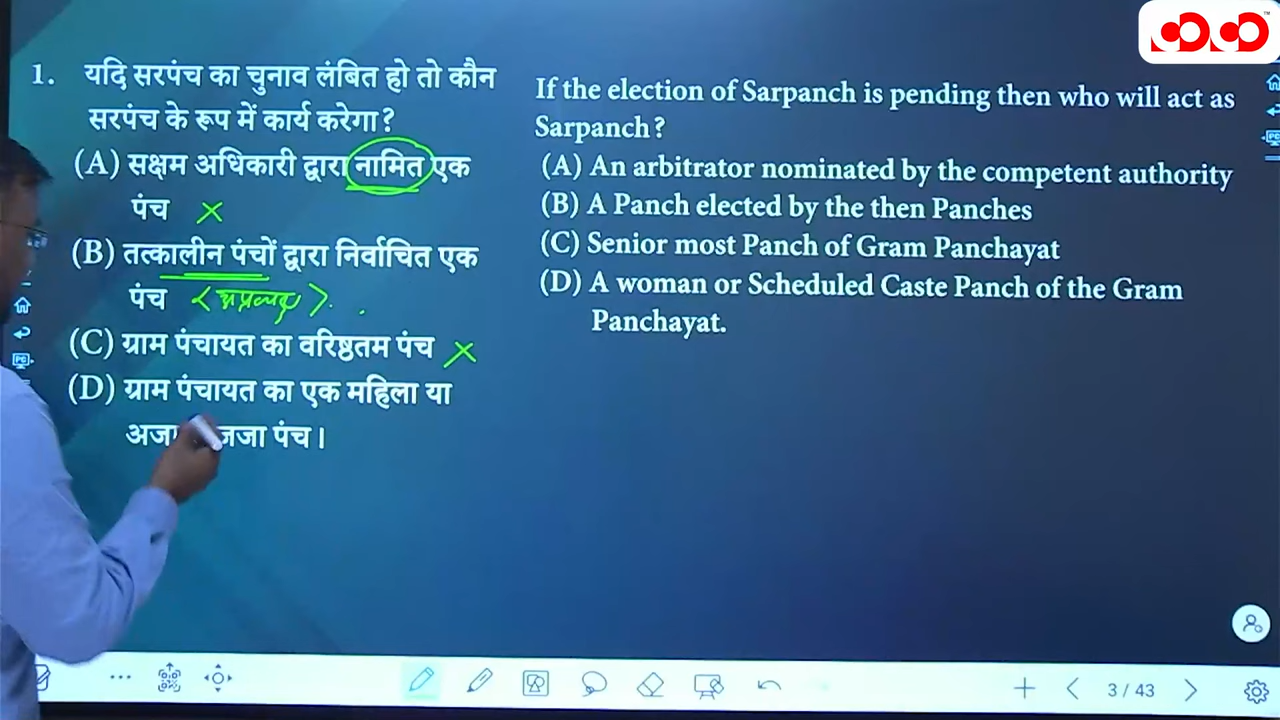 1. यदि सरपंच का चुनाव लंबित हो तो कौन
सरपंच के रूप में कार्य करेगा?
(A) सक्षम अधिकारी द्वारा नामित एक
पंच
(B) तत्कालीन पंचों द्वारा निर्वाचित एक
पंच
(C) ग्राम पंचायत का वरिष्ठतम पंच
(D) ग्राम पंचायत का एक महिला या
पंच।
If the election of Sarpanch is pending then who will act as
Sarpanch?
(A) An arbitrator nominated by the competent authority
(B) A Panch elected by the then Panches
(C) Senior most Panch of Gram Panchayat
(D) A woman or Scheduled Caste Panch of the Gram
Panchayat.
3 / 43